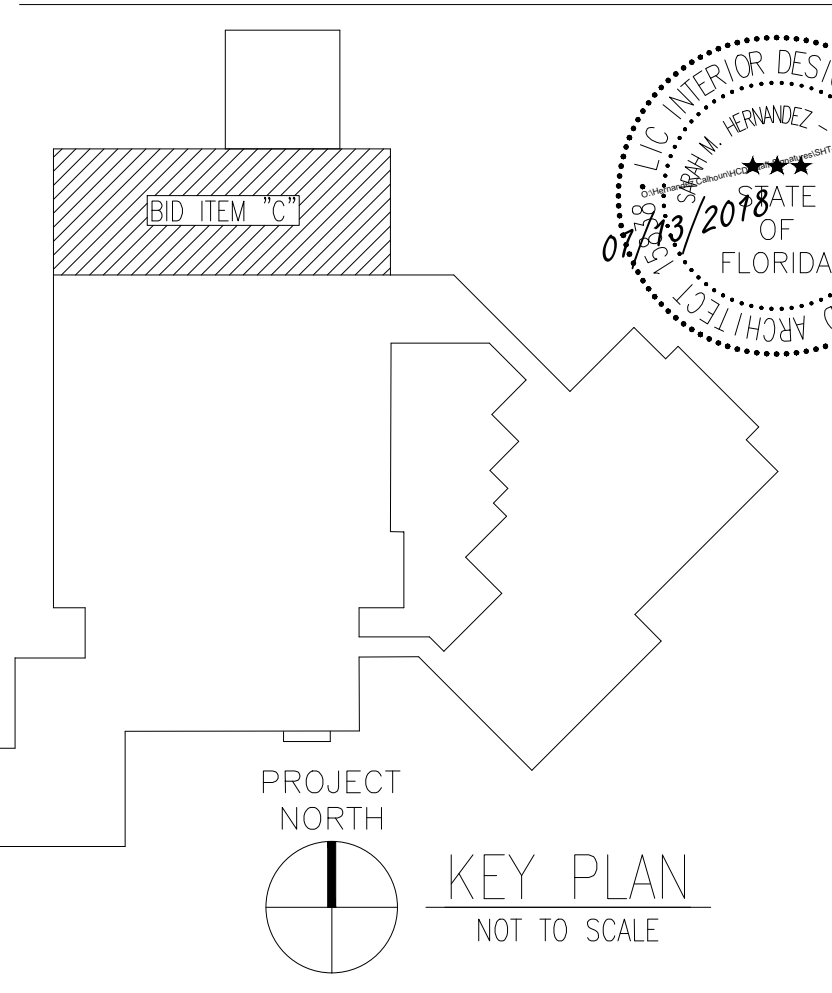 LIC INTERIOR DESI
SARAH M. HERNANDEZ -
BID ITEM "C"
STATE
07/13/2018
OF
FLORIDA
ARCHITECT
PROJECT
NORTH
KEY PLAN
NOT TO SCALE